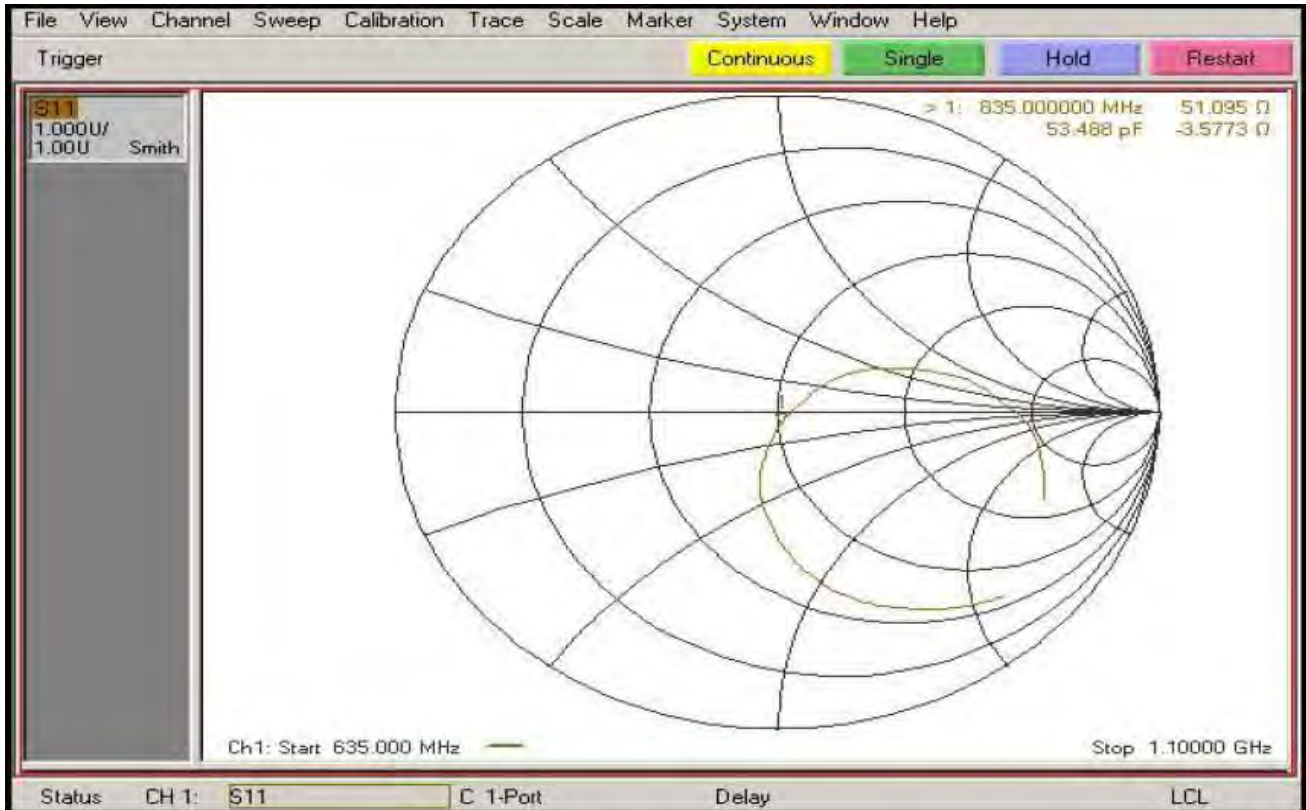 File View Channel Sweep Calibration Trace Scale Marker System Window Help
Trigger Continuous Single Hold Restart
S11
1.000U/
1.00U Smith
> 1: 835.000000 MHz 51.095 Ω
53.488 pF -3.5773 Ω
Ch1: Start 635.000 MHz
Stop 1.10000 GHz
Status CH 1: S11 C 1-Port Delay LCL